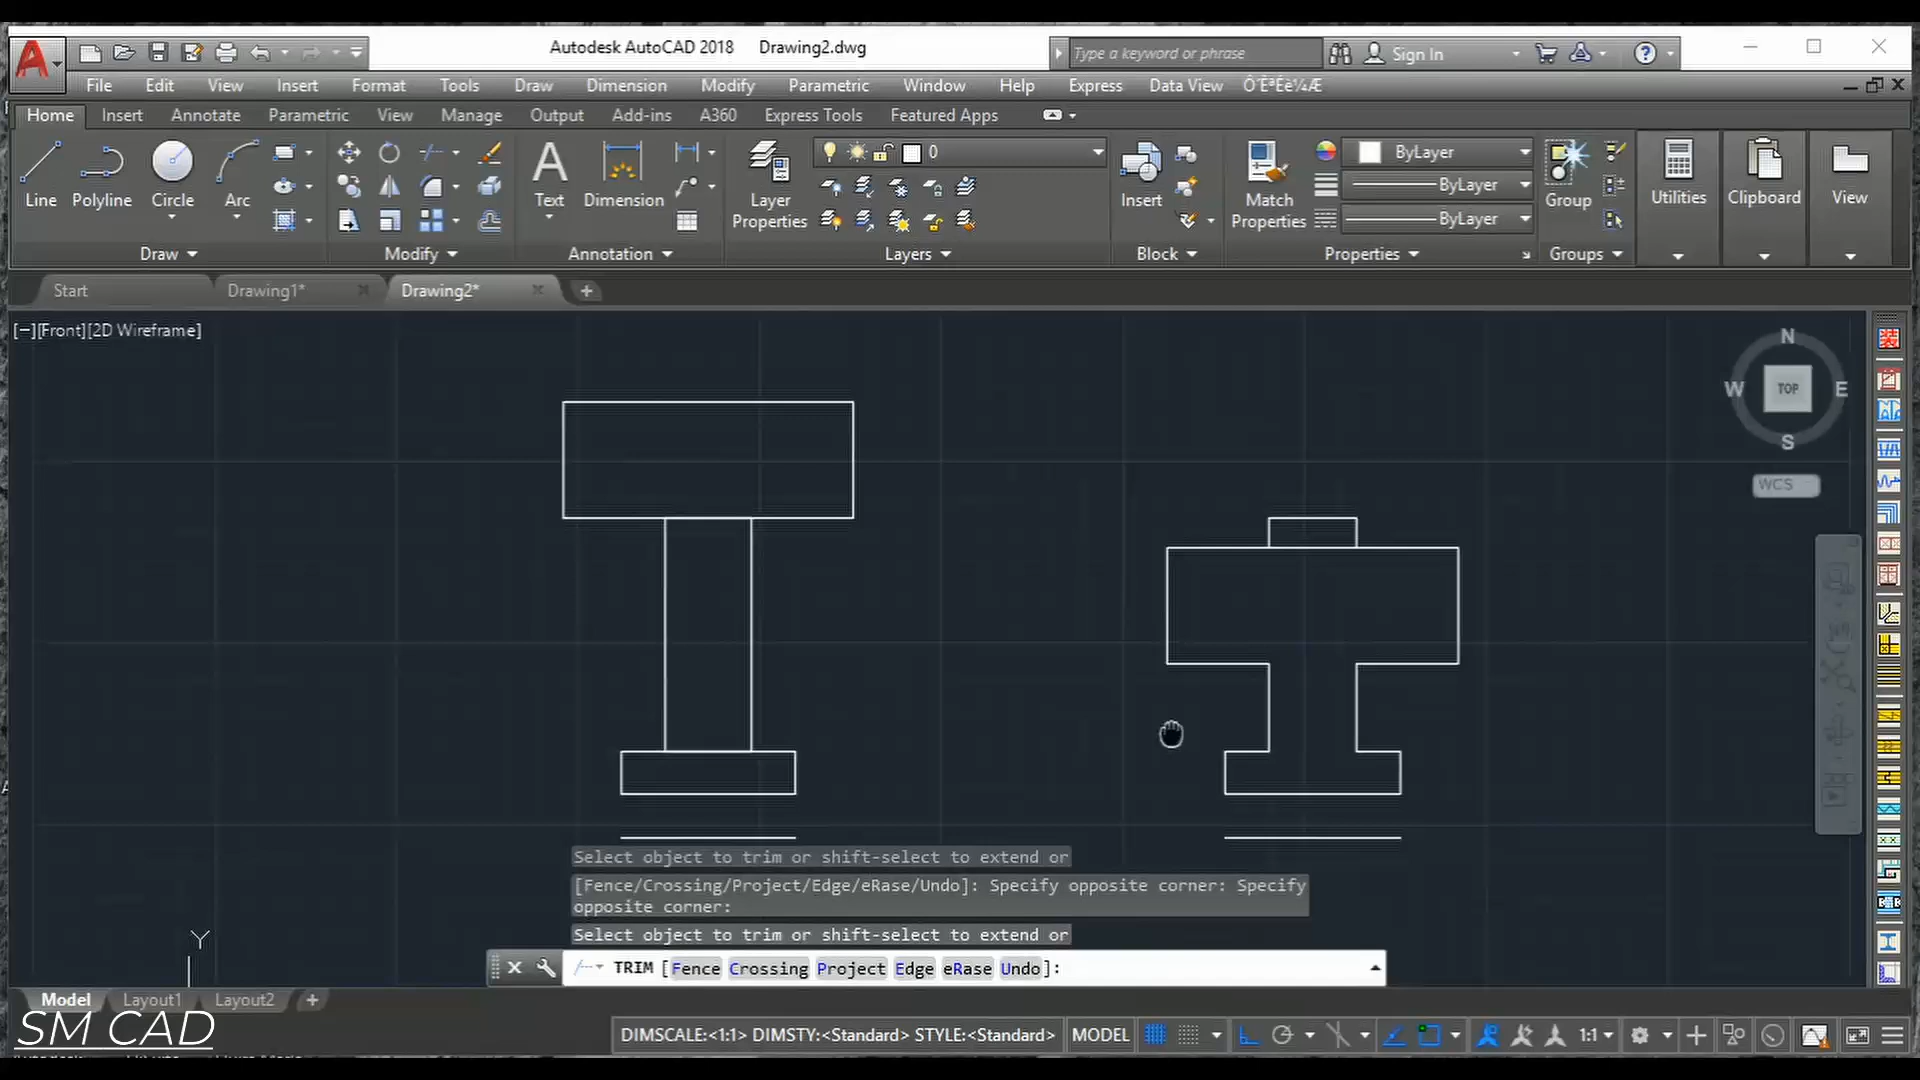 Autodesk AutoCAD 2018 Drawing2.dwg
Type a keyword or phrase
Sign In
File Edit View Insert Format Tools Draw Dimension Modify Parametric Window Help Express Data View Ô´ÈªÉè¼Æ
Home Insert Annotate Parametric View Manage Output Add-ins A360 Express Tools Featured Apps
Line Polyline Circle Arc
Text Dimension
Layer Properties
0
Insert
Match Properties
ByLayer
ByLayer
ByLayer
Group
Utilities Clipboard View
Draw Modify Annotation Layers Block Properties Groups
Start Drawing1* Drawing2*
[−][Front][2D Wireframe]
N
W TOP E
S
WCS
Select object to trim or shift-select to extend or
[Fence/Crossing/Project/Edge/eRase/Undo]: Specify opposite corner: Specify
opposite corner:
Select object to trim or shift-select to extend or
Y
TRIM [Fence Crossing Project Edge eRase Undo]:
Model Layout1 Layout2
SM CAD
DIMSCALE:<1:1> DIMSTY:<Standard> STYLE:<Standard> MODEL 1:1